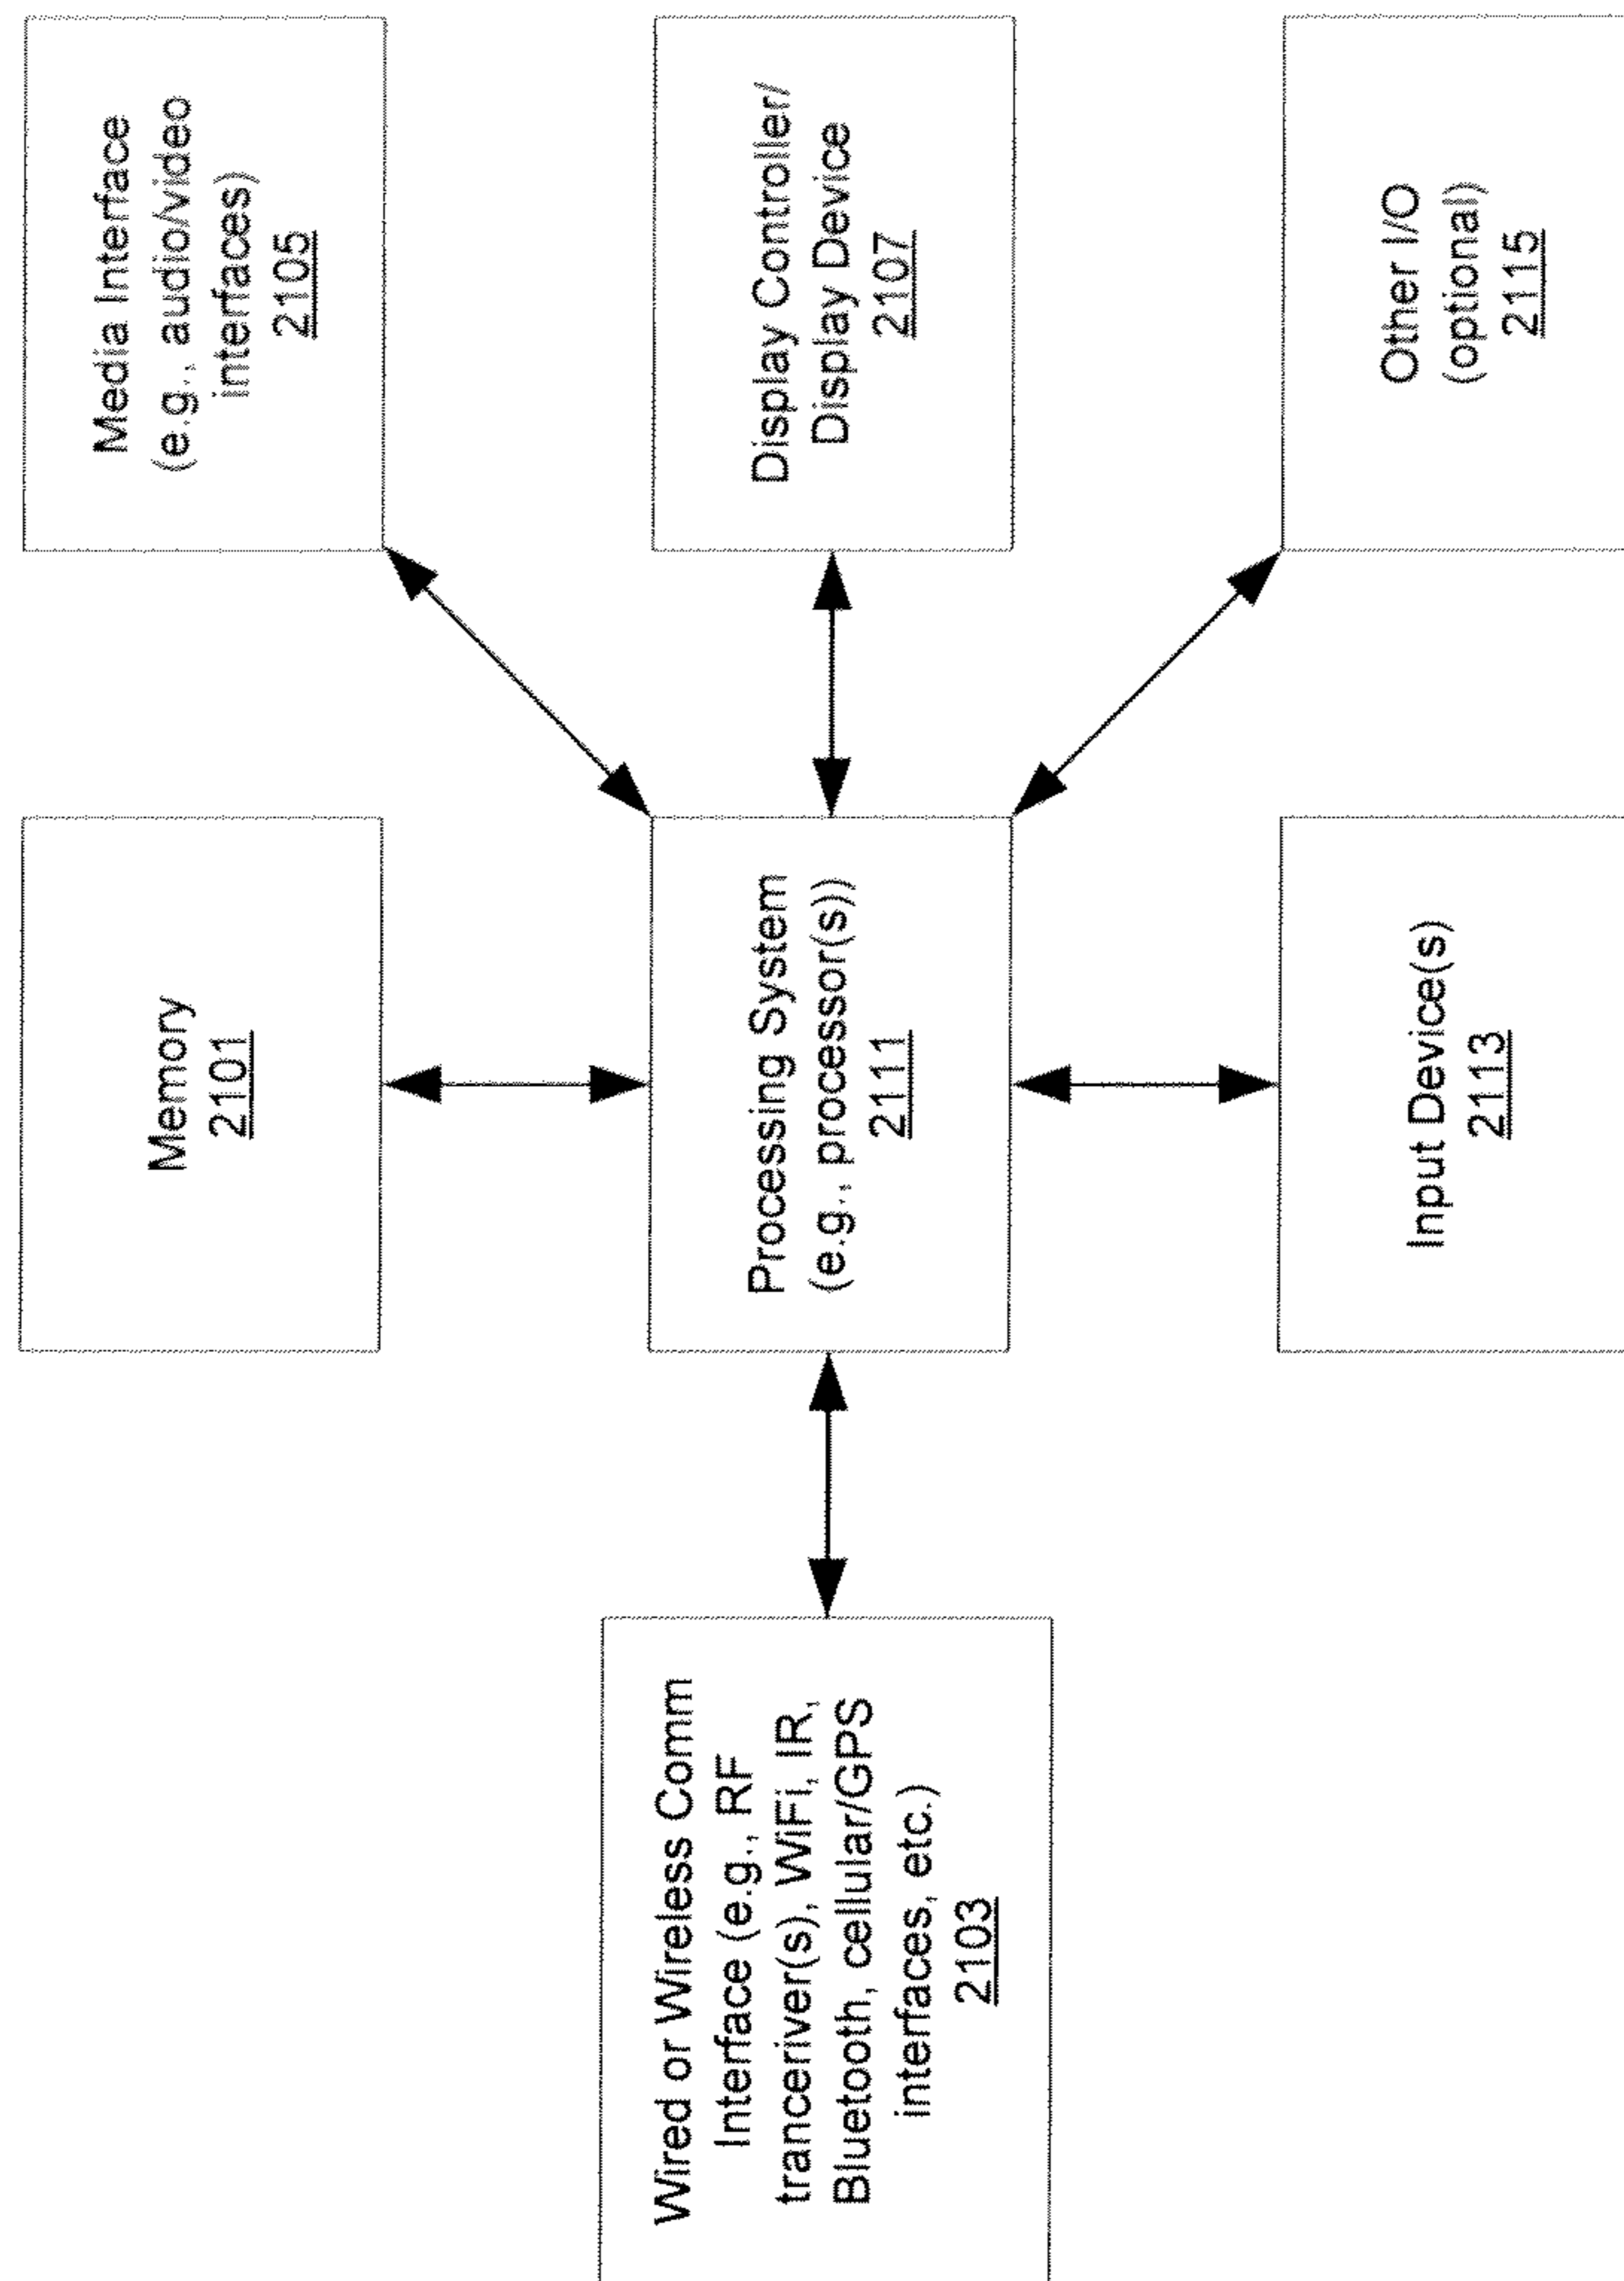 Memory
2101
Media Interface
(e.g., audio/video
interfaces)
2105
Wired or Wireless Comm
Interface (e.g., RF
tranceriver(s), WiFi, IR,
Bluetooth, cellular/GPS
interfaces, etc.)
2103
Processing System
(e.g., processor(s))
2111
Display Controller/
Display Device
2107
Input Device(s)
2113
Other I/O
(optional)
2115